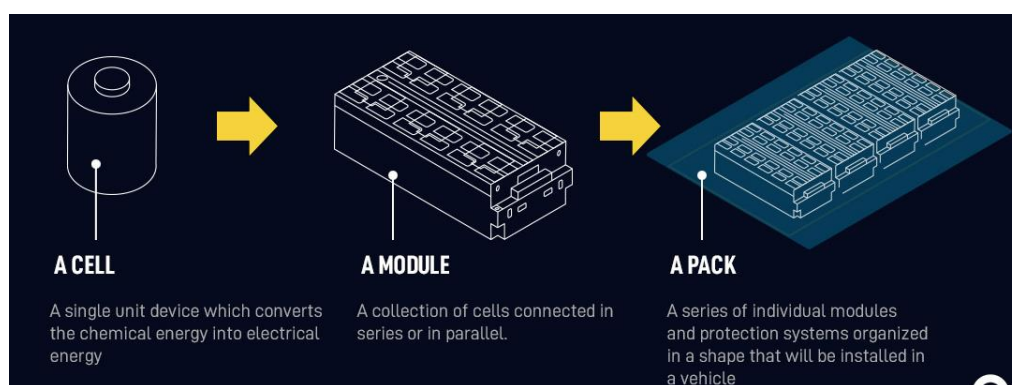 A CELL
A single unit device which converts
the chemical energy into electrical
energy
A MODULE
A collection of cells connected in
series or in parallel.
A PACK
A series of individual modules
and protection systems organized
in a shape that will be installed in
a vehicle